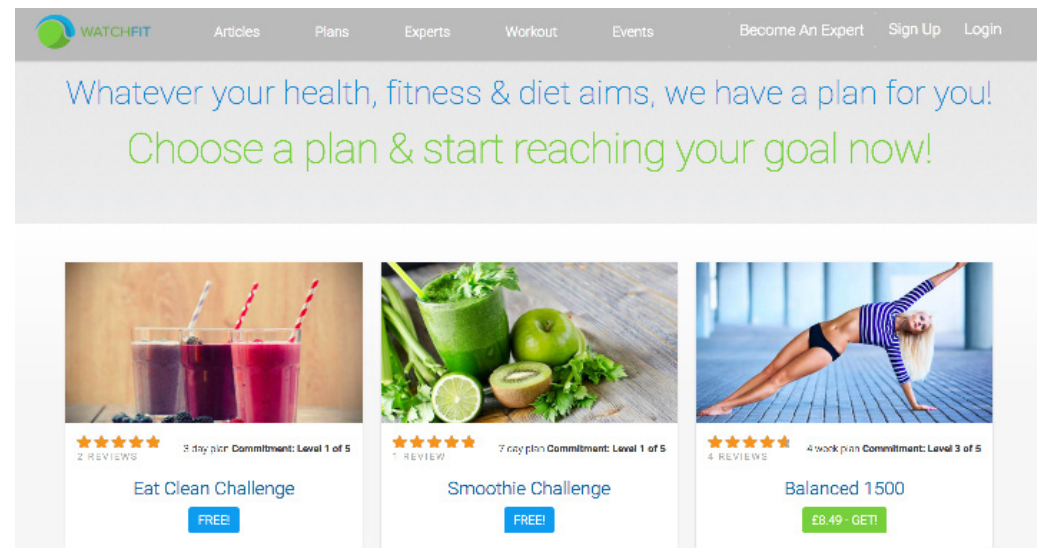 WATCHFIT Articles Plans Experts Workout Events Become An Expert Sign Up Login
Whatever your health, fitness & diet aims, we have a plan for you!
Choose a plan & start reaching your goal now!
2 REVIEWS 3 day plan Commitment: Level 1 of 5
Eat Clean Challenge
FREE!
1 REVIEW 7 day plan Commitment: Level 1 of 5
Smoothie Challenge
FREE!
4 REVIEWS 4 week plan Commitment: Level 3 of 5
Balanced 1500
£8.49 - GET!